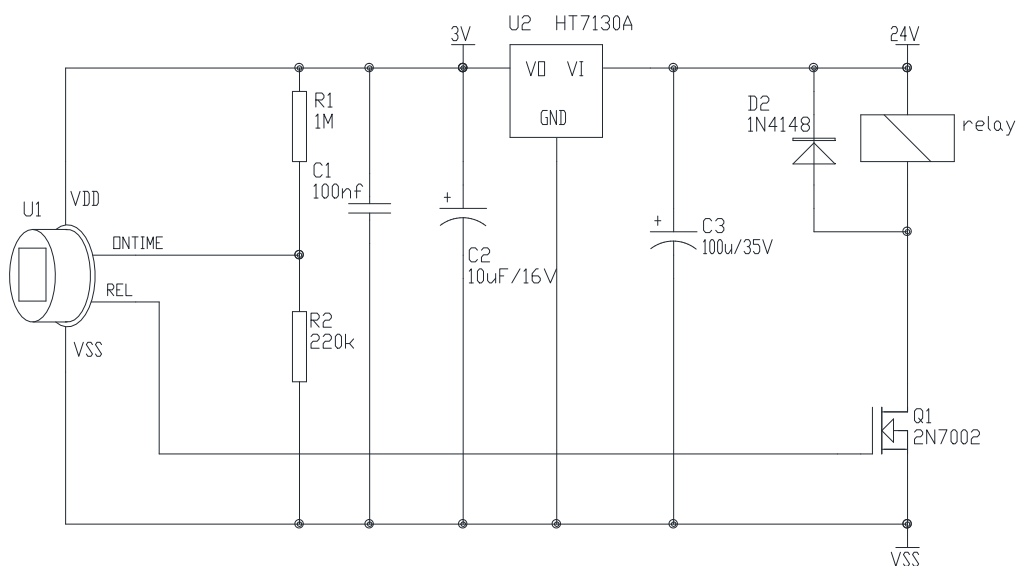 U2 HT7130A
3V
24V
VO VI
GND
R1
1M
D2
1N4148
relay
C1
100nf
VDD
U1
+
+
C3
100u/35V
ONTIME
C2
10uF/16V
REL
R2
220k
VSS
Q1
2N7002
VSS